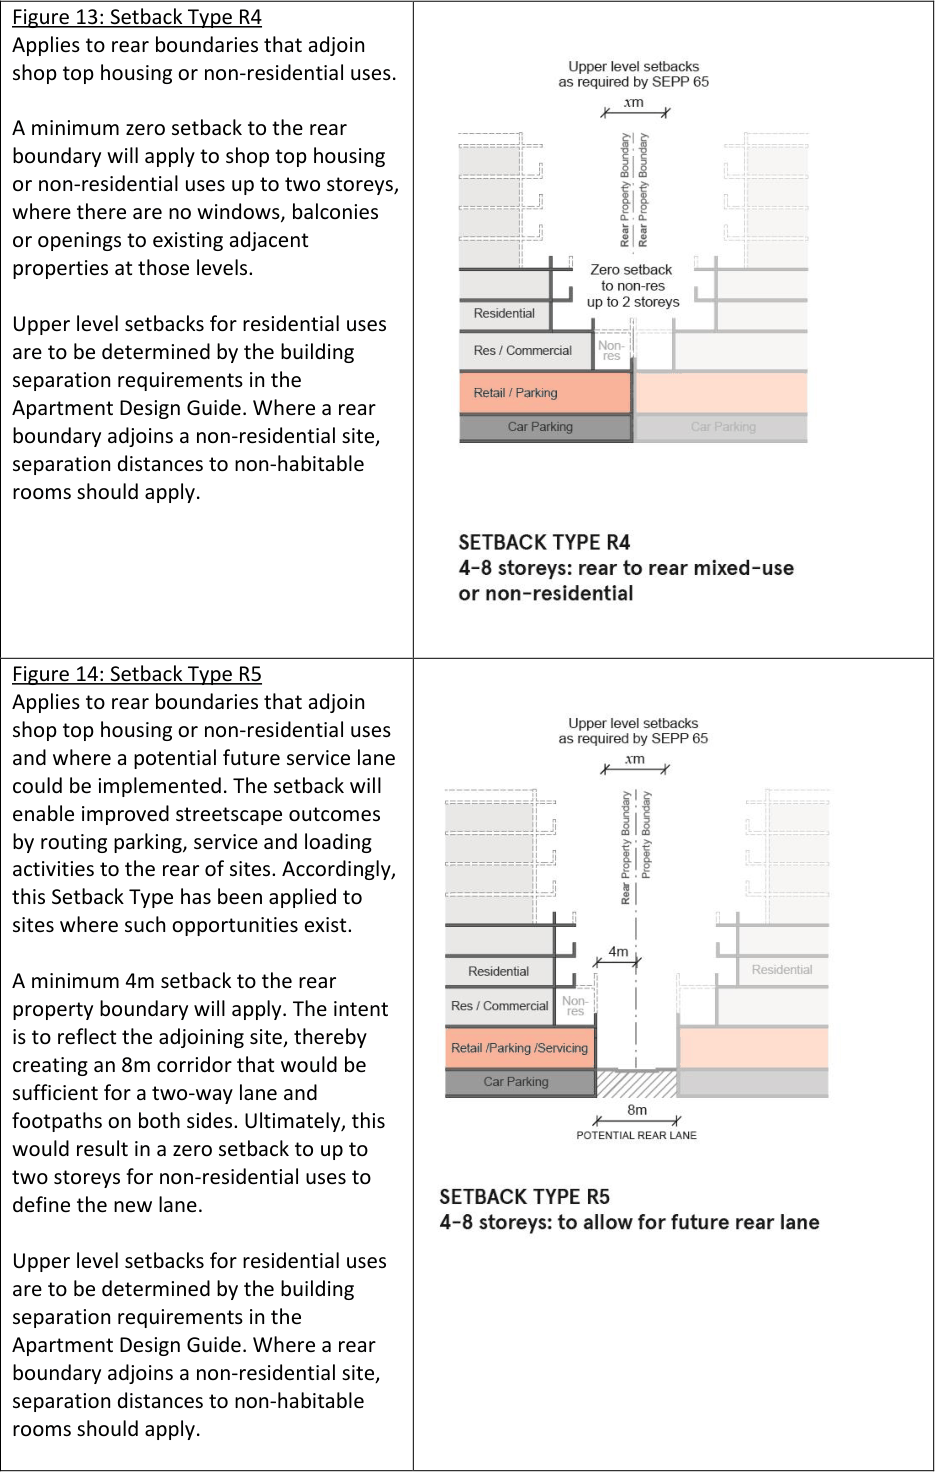 Figure 13: Setback Type R4
Applies to rear boundaries that adjoin
shop top housing or non-residential uses.
A minimum zero setback to the rear
boundary will apply to shop top housing
or non-residential uses up to two storeys,
where there are no windows, balconies
or openings to existing adjacent
properties at those levels.
Upper level setbacks for residential uses
are to be determined by the building
separation requirements in the
Apartment Design Guide. Where a rear
boundary adjoins a non-residential site,
separation distances to non-habitable
rooms should apply.
Upper level setbacks
as required by SEPP 65
xm
Rear Property Boundary
Rear Property Boundary
Zero setback
to non-res
up to 2 storeys
Residential
Res / Commercial
Non-
res
Retail / Parking
Car Parking
Car Parking
SETBACK TYPE R4
4-8 storeys: rear to rear mixed-use
or non-residential
Figure 14: Setback Type R5
Applies to rear boundaries that adjoin
shop top housing or non-residential uses
and where a potential future service lane
could be implemented. The setback will
enable improved streetscape outcomes
by routing parking, service and loading
activities to the rear of sites. Accordingly,
this Setback Type has been applied to
sites where such opportunities exist.
A minimum 4m setback to the rear
property boundary will apply. The intent
is to reflect the adjoining site, thereby
creating an 8m corridor that would be
sufficient for a two-way lane and
footpaths on both sides. Ultimately, this
would result in a zero setback to up to
two storeys for non-residential uses to
define the new lane.
Upper level setbacks for residential uses
are to be determined by the building
separation requirements in the
Apartment Design Guide. Where a rear
boundary adjoins a non-residential site,
separation distances to non-habitable
rooms should apply.
Upper level setbacks
as required by SEPP 65
xm
Rear Property Boundary
Property Boundary
4m
Residential
Residential
Res / Commercial
Non-
res
Retail /Parking /Servicing
Car Parking
8m
POTENTIAL REAR LANE
SETBACK TYPE R5
4-8 storeys: to allow for future rear lane